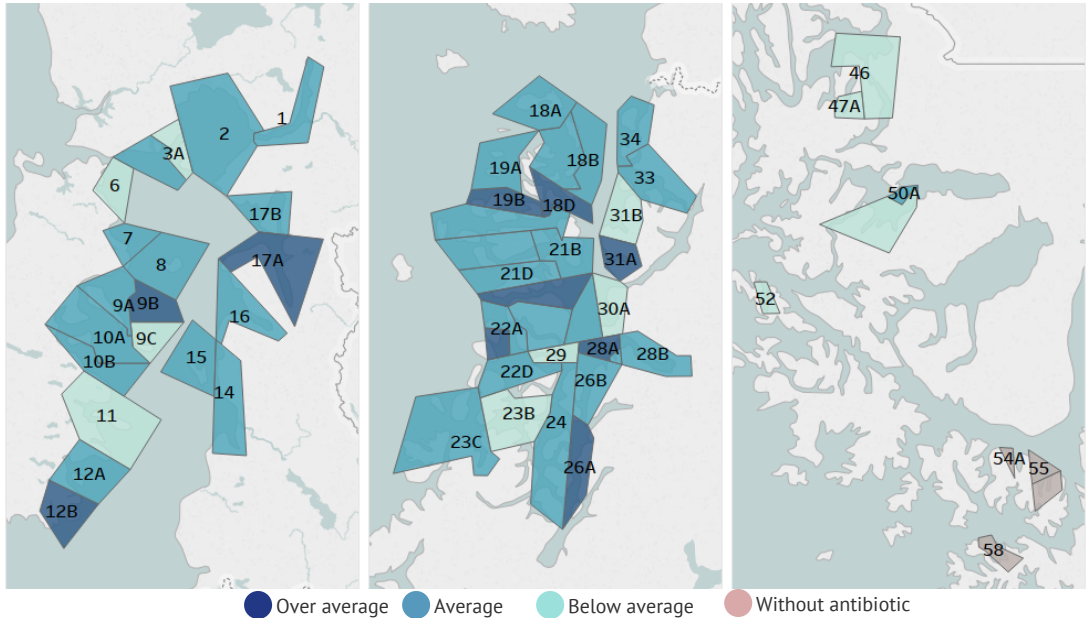 1
2
3A
6
17B
7
8
17A
9A 9B
16
10A 9C
10B
15
14
11
12A
12B
18A
34
18B
19A
33
19B 18D
31B
21B
31A
21D
30A
22A
29 28A 28B
22D
26B
23B
24
23C
26A
46
47A
50A
52
54A
55
58
Over average Average Below average Without antibiotic